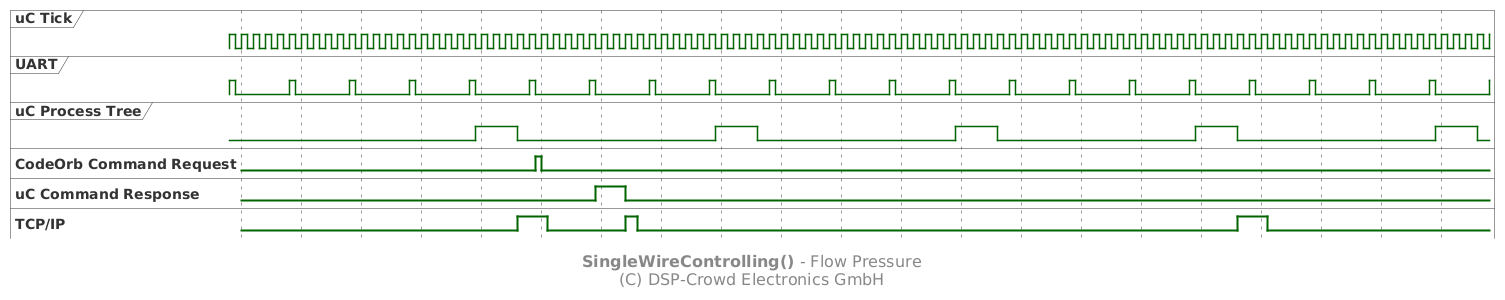 uC Tick
UART
uC Process Tree
CodeOrb Command Request
uC Command Response
TCP/IP
SingleWireControlling() - Flow Pressure
(C) DSP-Crowd Electronics GmbH